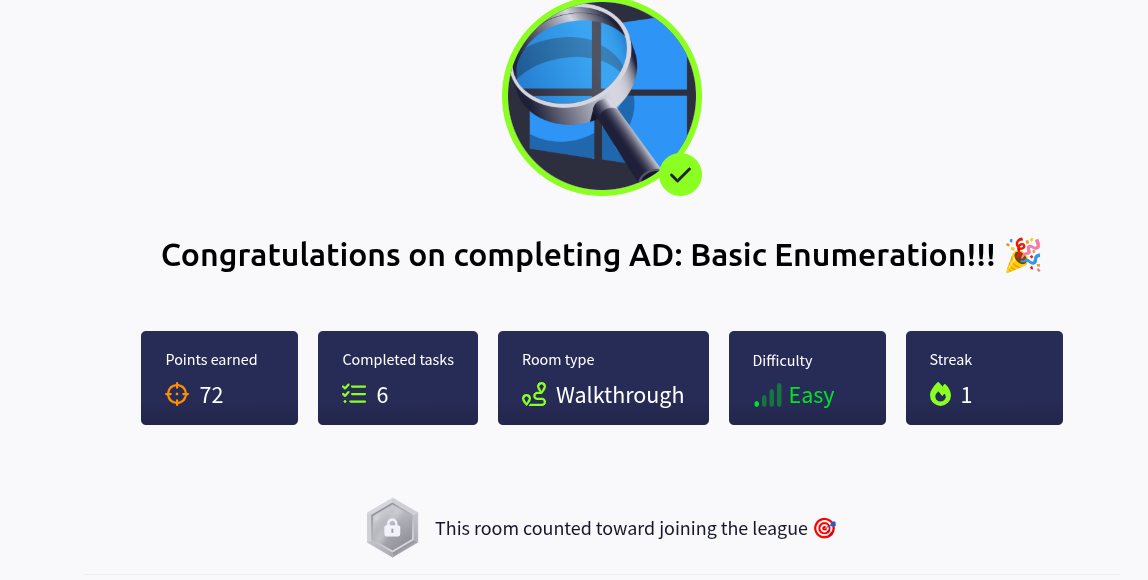 Congratulations on completing AD: Basic Enumeration!!! 🎉
Points earned
72
Completed tasks
6
Room type
Walkthrough
Difficulty
Easy
Streak
1
This room counted toward joining the league 🎯